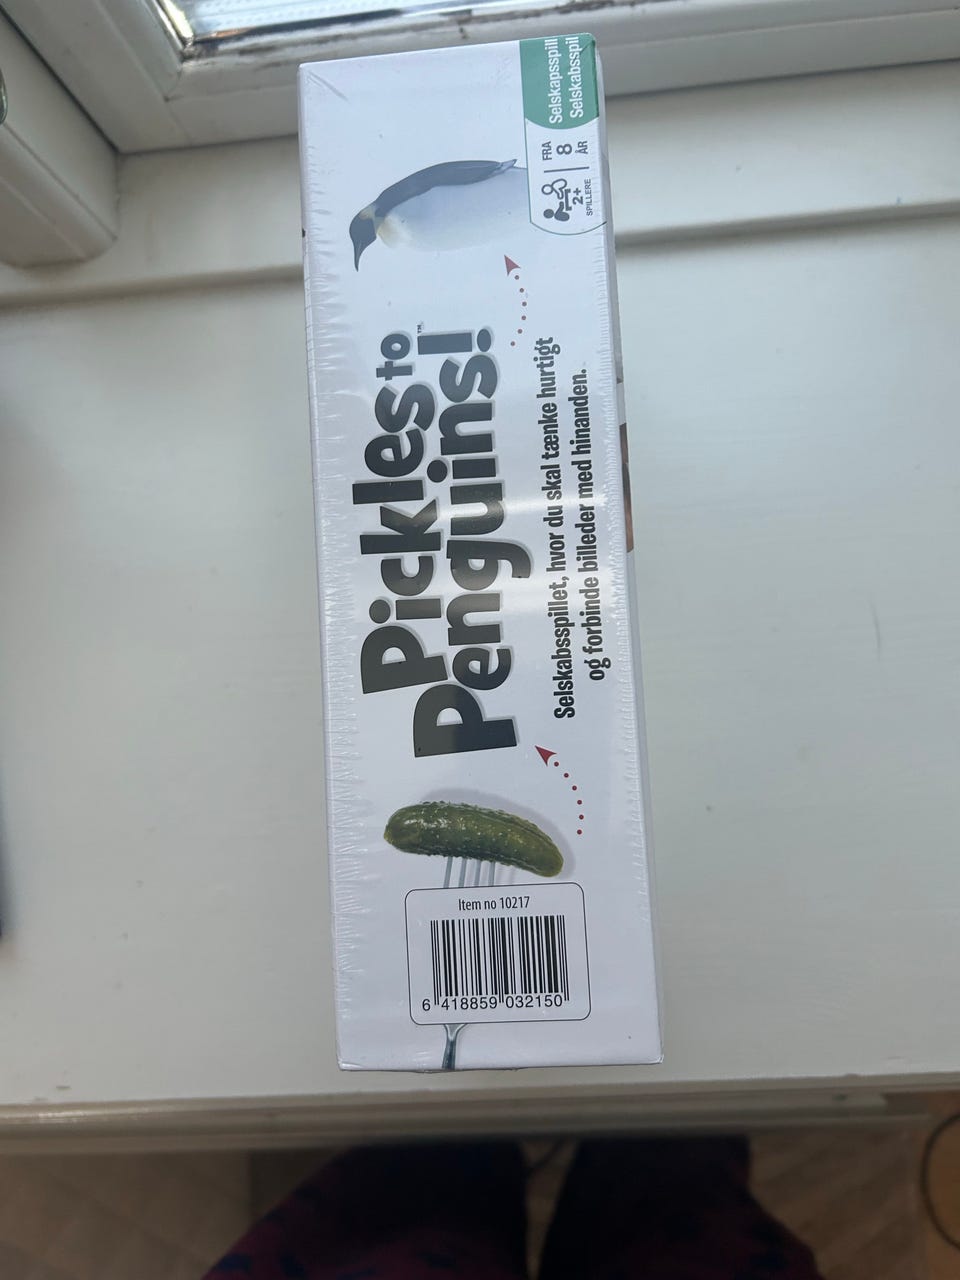 Selskapsspill
Selskabsspil
FRA
8
ÅR
2+
SPILLERE
Pickles to
Penguins!™
Selskabsspillet, hvor du skal tænke hurtigt
og forbinde billeder med hinanden.
Item no 10217
6 418859 032150